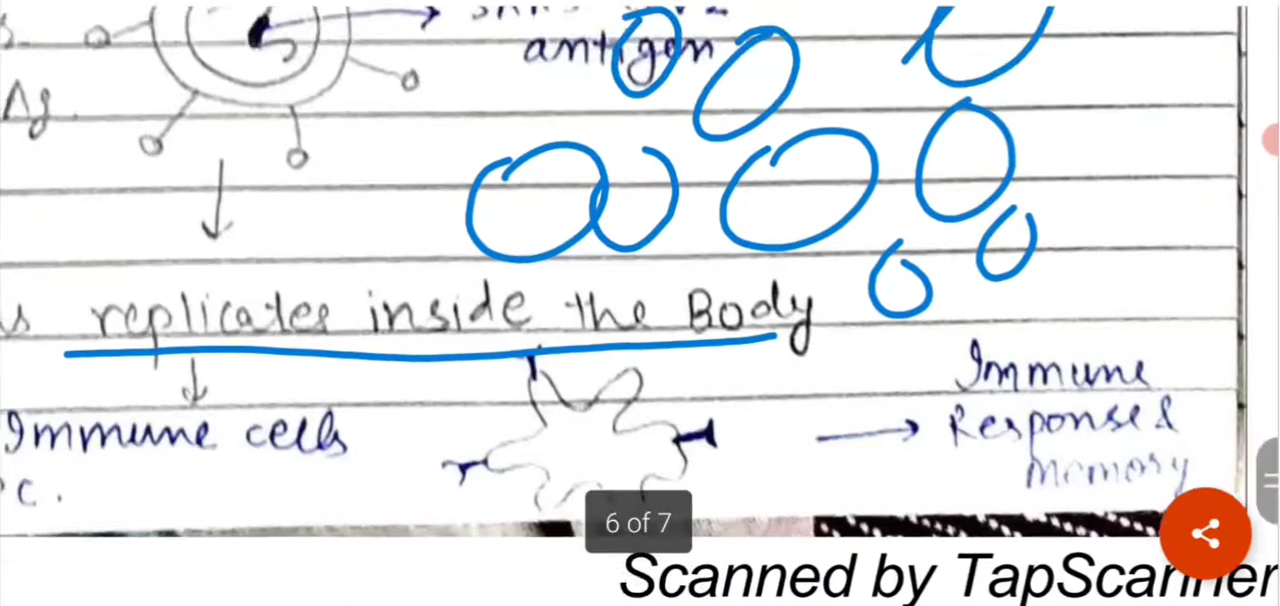 antigen
Ag.
replicates inside the Body
Immune
Immune cells
Response &
memory
c.
6 of 7
Scanned by TapScanner